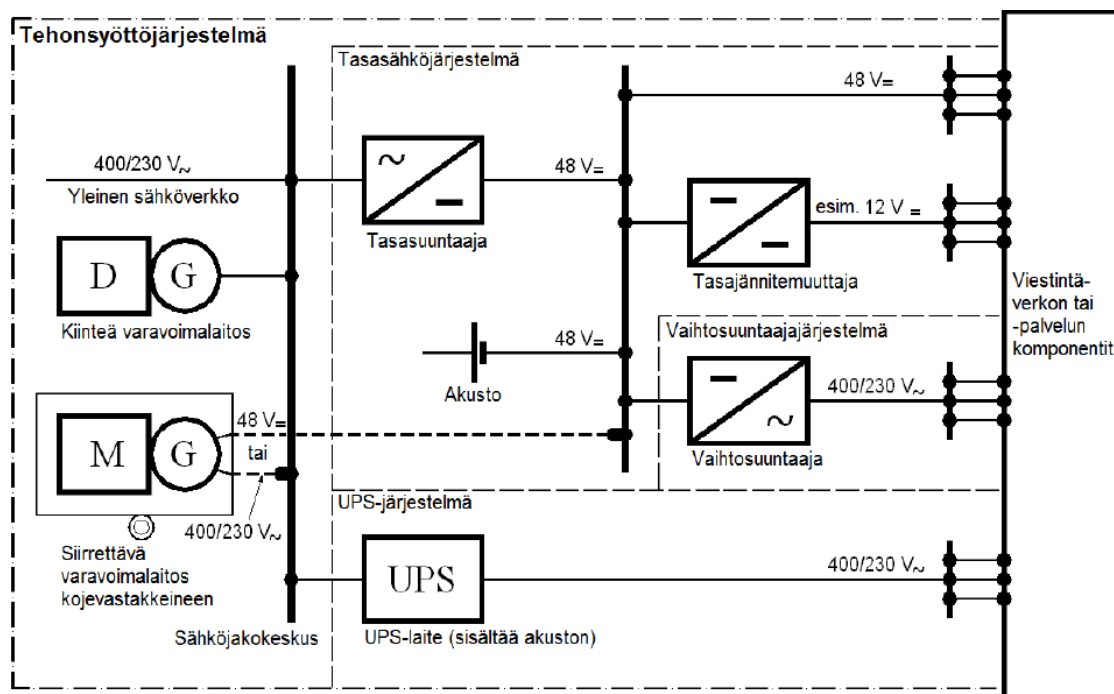 Tehonsyöttöjärjestelmä
Tasasähköjärjestelmä
48 V=
400/230 V~
Yleinen sähköverkko
~
Tasasuuntaaja
48 V=
esim. 12 V =
Tasajännitemuuttaja
D
G
Kiinteä varavoimalaitos
Viestintä-
verkon tai
-palvelun
komponentit
48 V=
Akusto
Vaihtosuuntaajajärjestelmä
400/230 V~
~
Vaihtosuuntaaja
M
G
48 V=
tai
400/230 V~
Siirrettävä
varavoimalaitos
kojevastakkeineen
Sähköjakokeskus
UPS-järjestelmä
UPS
400/230 V~
UPS-laite (sisältää akuston)